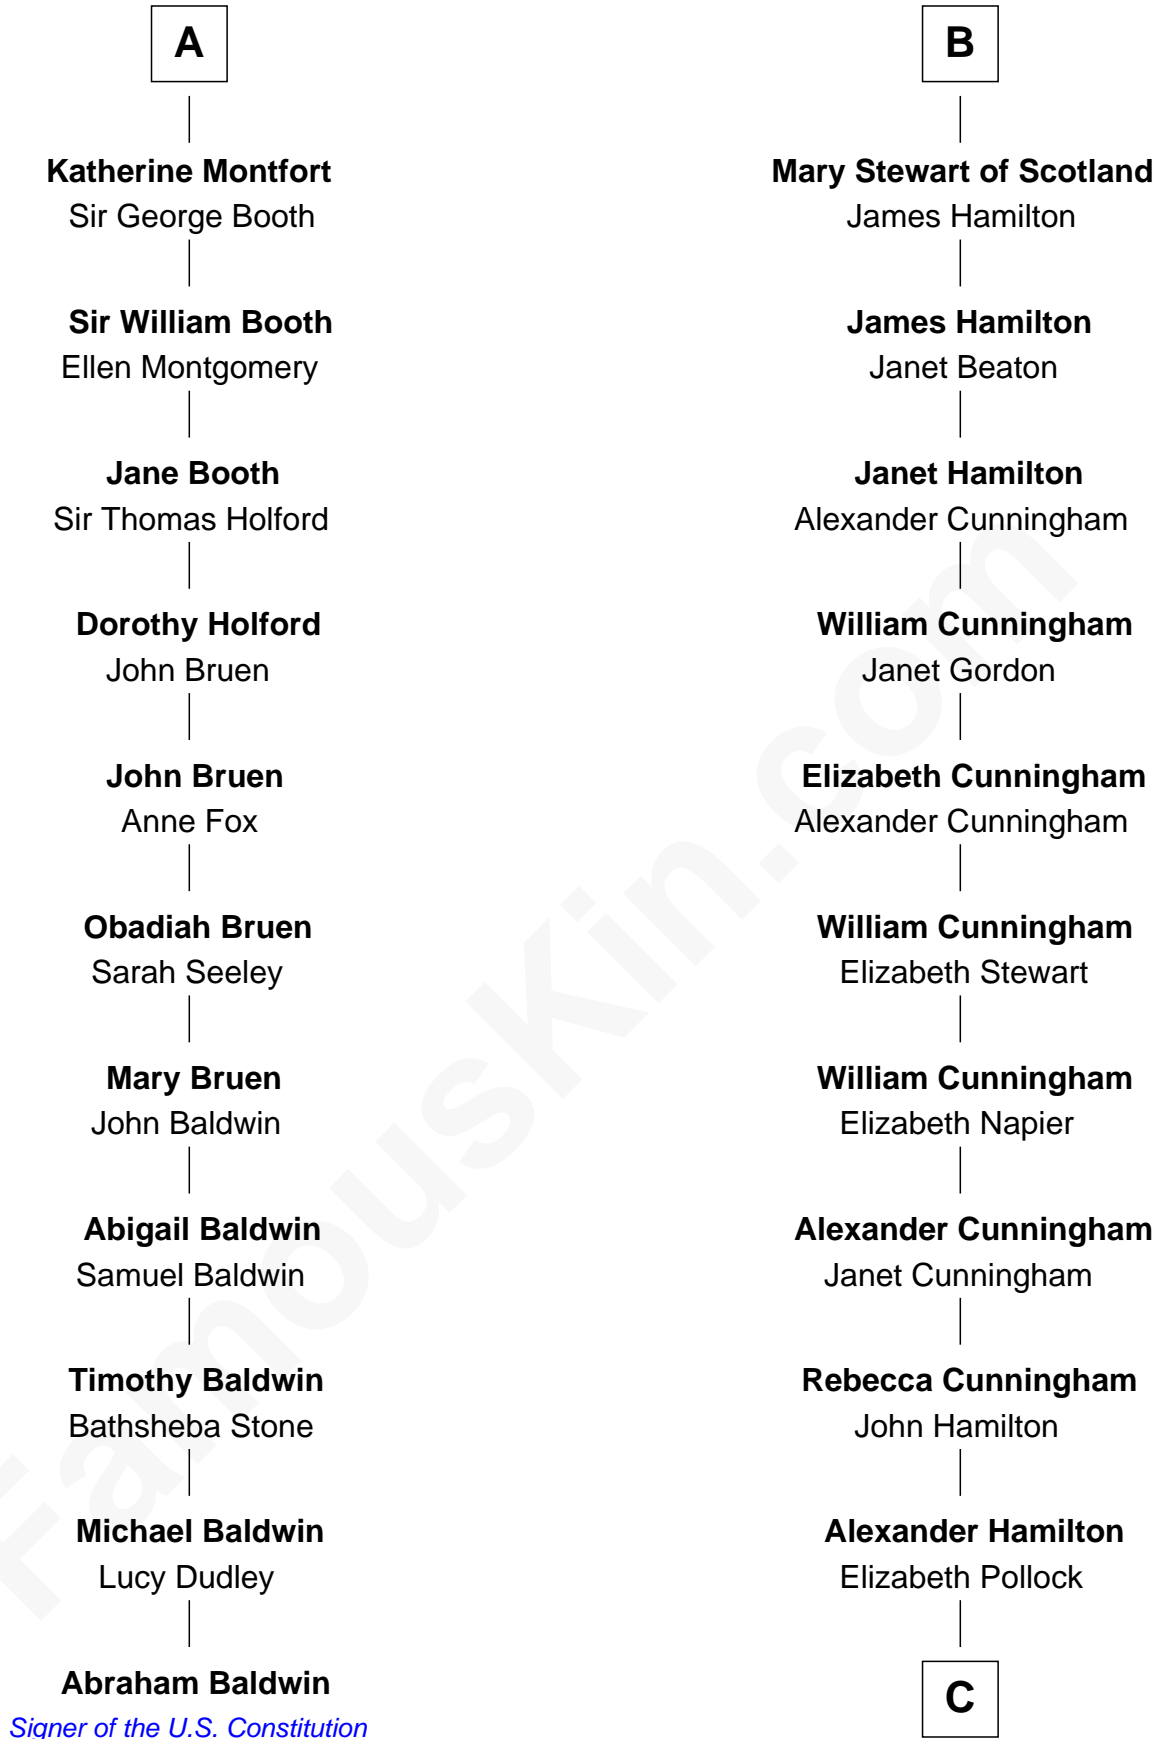 A
Katherine Montfort
Sir George Booth
Sir William Booth
Ellen Montgomery
Jane Booth
Sir Thomas Holford
Dorothy Holford
John Bruen
John Bruen
Anne Fox
Obadiah Bruen
Sarah Seeley
Mary Bruen
John Baldwin
Abigail Baldwin
Samuel Baldwin
Timothy Baldwin
Bathsheba Stone
Michael Baldwin
Lucy Dudley
Abraham Baldwin
Signer of the U.S. Constitution
B
Mary Stewart of Scotland
James Hamilton
James Hamilton
Janet Beaton
Janet Hamilton
Alexander Cunningham
William Cunningham
Janet Gordon
Elizabeth Cunningham
Alexander Cunningham
William Cunningham
Elizabeth Stewart
William Cunningham
Elizabeth Napier
Alexander Cunningham
Janet Cunningham
Rebecca Cunningham
John Hamilton
Alexander Hamilton
Elizabeth Pollock
C
FamousKin.com